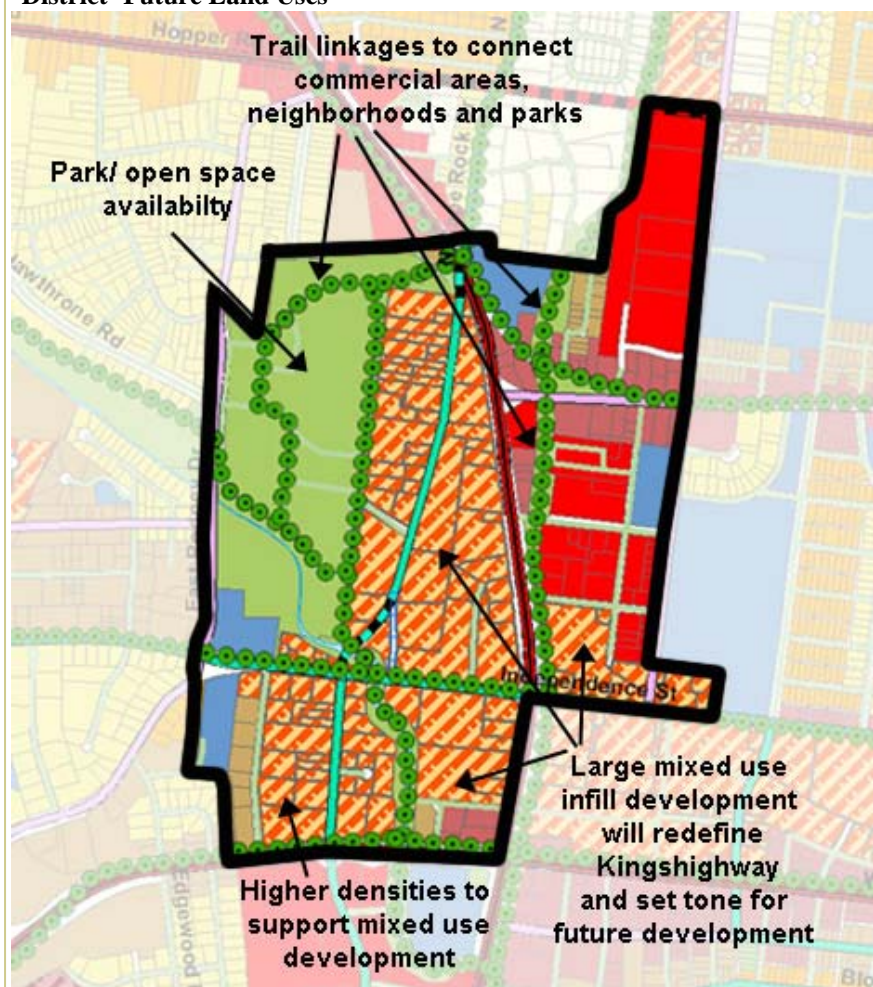 District- Future Land Uses
Hopper R
Trail linkages to connect
commercial areas,
neighborhoods and parks
Park/ open space
availabilty
Independence St
Large mixed use
infill development
will redefine
Kingshighway
and set tone for
future development
Higher densities to
support mixed use
development
Edgewood
Blo